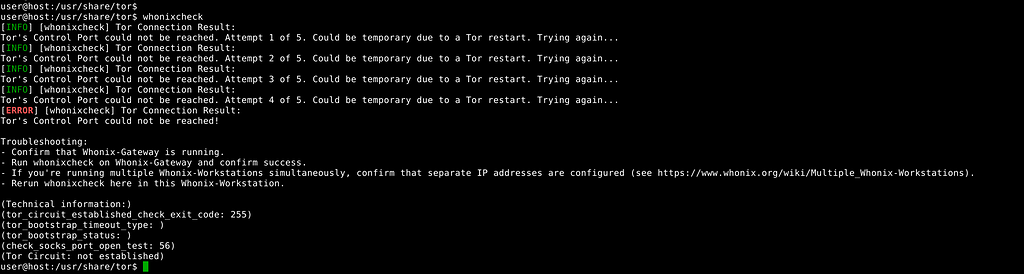 user@host:/usr/share/tor$
user@host:/usr/share/tor$ whonixcheck
[INFO] [whonixcheck] Tor Connection Result:
Tor's Control Port could not be reached. Attempt 1 of 5. Could be temporary due to a Tor restart. Trying again...
[INFO] [whonixcheck] Tor Connection Result:
Tor's Control Port could not be reached. Attempt 2 of 5. Could be temporary due to a Tor restart. Trying again...
[INFO] [whonixcheck] Tor Connection Result:
Tor's Control Port could not be reached. Attempt 3 of 5. Could be temporary due to a Tor restart. Trying again...
[INFO] [whonixcheck] Tor Connection Result:
Tor's Control Port could not be reached. Attempt 4 of 5. Could be temporary due to a Tor restart. Trying again...
[ERROR] [whonixcheck] Tor Connection Result:
Tor's Control Port could not be reached!
Troubleshooting:
- Confirm that Whonix-Gateway is running.
- Run whonixcheck on Whonix-Gateway and confirm success.
- If you're running multiple Whonix-Workstations simultaneously, confirm that separate IP addresses are configured (see https://www.whonix.org/wiki/Multiple_Whonix-Workstations).
- Rerun whonixcheck here in this Whonix-Workstation.
(Technical information:)
(tor_circuit_established_check_exit_code: 255)
(tor_bootstrap_timeout_type: )
(tor_bootstrap_status: )
(check_socks_port_open_test: 56)
(Tor Circuit: not established)
user@host:/usr/share/tor$